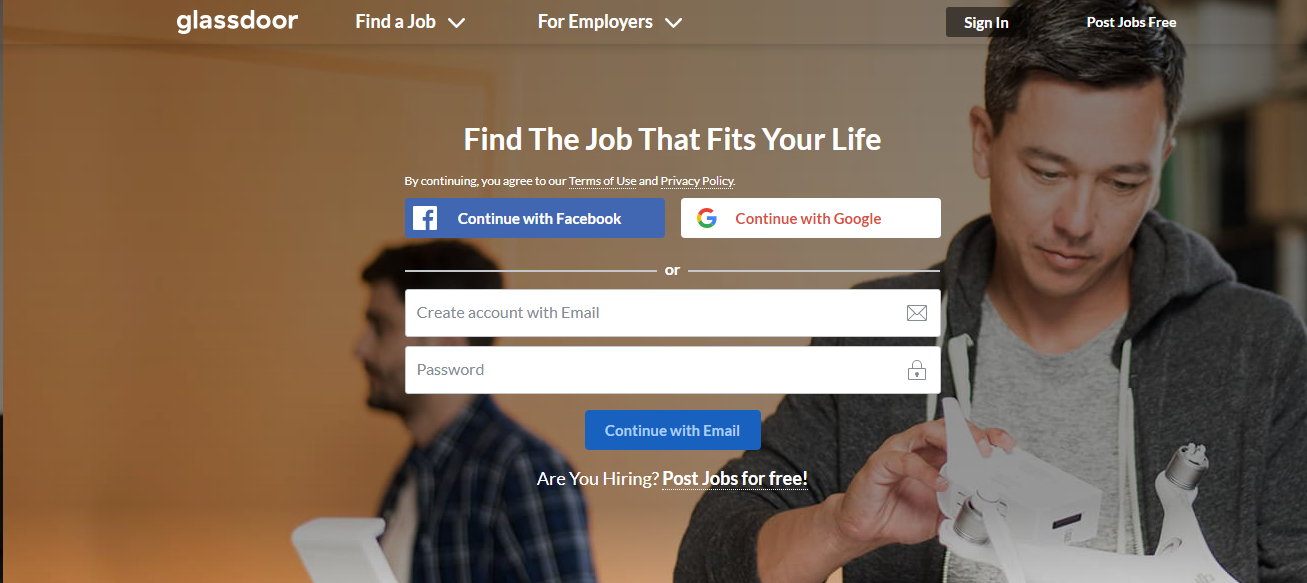 glassdoor Find a Job For Employers Sign In Post Jobs Free
Find The Job That Fits Your Life
By continuing, you agree to our Terms of Use and Privacy Policy.
Continue with Facebook Continue with Google
or
Create account with Email
Password
Continue with Email
Are You Hiring? Post Jobs for free!